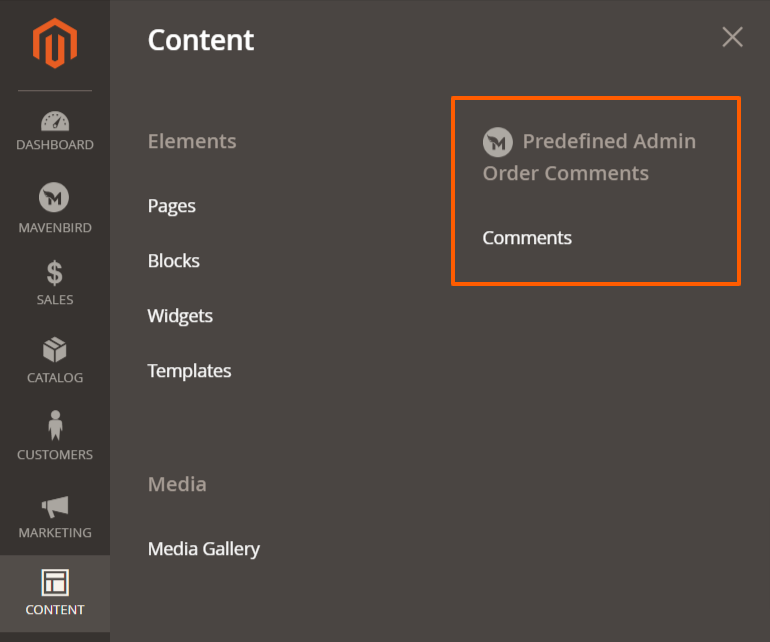 DASHBOARD
MAVENBIRD
SALES
CATALOG
CUSTOMERS
MARKETING
CONTENT
Content
Elements
Pages
Blocks
Widgets
Templates
Media
Media Gallery
Predefined Admin
Order Comments
Comments